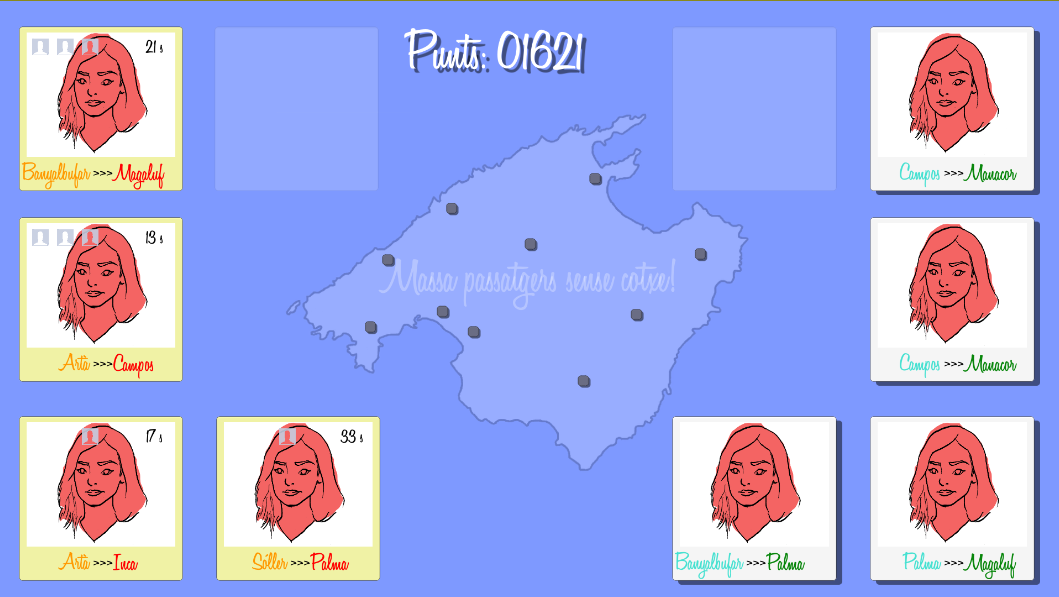 Punts: 01621
21 s
Banyalbufar >>> Magaluf
Campos >>> Manacor
13 s
Artà >>> Campos
Massa passatgers sense cotxe!
Campos >>> Manacor
17 s
Artà >>> Inca
33 s
Sóller >>> Palma
Banyalbufar >>> Palma
Palma >>> Magaluf